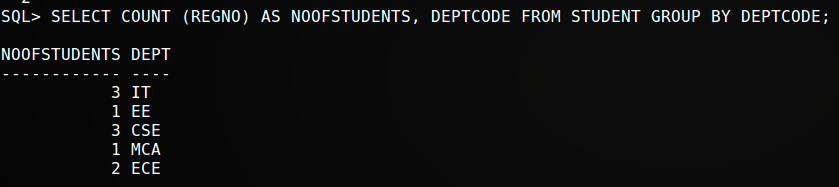 2
SQL> SELECT COUNT (REGNO) AS NOOFSTUDENTS, DEPTCODE FROM STUDENT GROUP BY DEPTCODE;
NOOFSTUDENTS DEPT
------------ ----
3 IT
1 EE
3 CSE
1 MCA
2 ECE